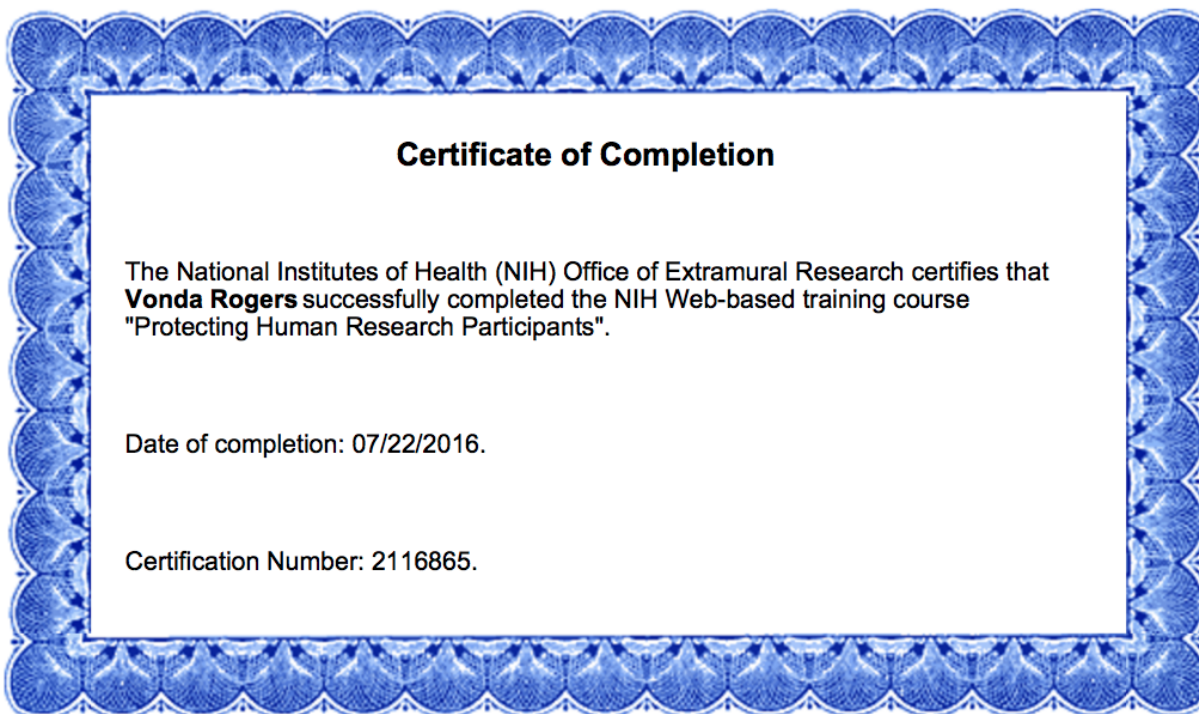 Certificate of Completion
The National Institutes of Health (NIH) Office of Extramural Research certifies that
Vonda Rogers successfully completed the NIH Web-based training course
"Protecting Human Research Participants".
Date of completion: 07/22/2016.
Certification Number: 2116865.